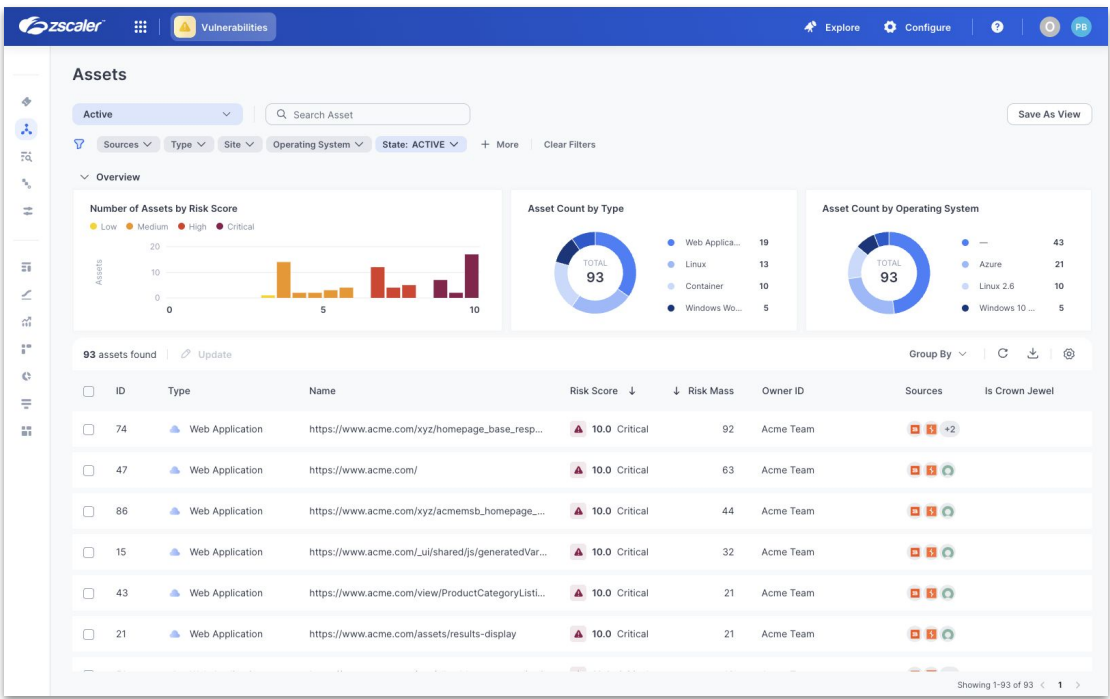 zscaler Vulnerabilities Explore Configure ? O PB
Assets
Active Search Asset Save As View
Sources Type Site Operating System State: ACTIVE + More Clear Filters
Overview
Number of Assets by Risk Score
Low Medium High Critical
Assets
20
10
0
0 5 10
Asset Count by Type
TOTAL
93
Web Applica... 19
Linux 13
Container 10
Windows Wo... 5
Asset Count by Operating System
TOTAL
93
— 43
Azure 21
Linux 2.6 10
Windows 10 ... 5
93 assets found Update Group By
ID Type Name Risk Score ↓ ↓ Risk Mass Owner ID Sources Is Crown Jewel
74 Web Application https://www.acme.com/xyz/homepage_base_resp... 10.0 Critical 92 Acme Team +2
47 Web Application https://www.acme.com/ 10.0 Critical 63 Acme Team
86 Web Application https://www.acme.com/xyz/acmemsb_homepage_... 10.0 Critical 44 Acme Team
15 Web Application https://www.acme.com/_ui/shared/js/generatedVar... 10.0 Critical 32 Acme Team
43 Web Application https://www.acme.com/view/ProductCategoryListi... 10.0 Critical 21 Acme Team
21 Web Application https://www.acme.com/assets/results-display 10.0 Critical 21 Acme Team
Showing 1-93 of 93 < 1 >